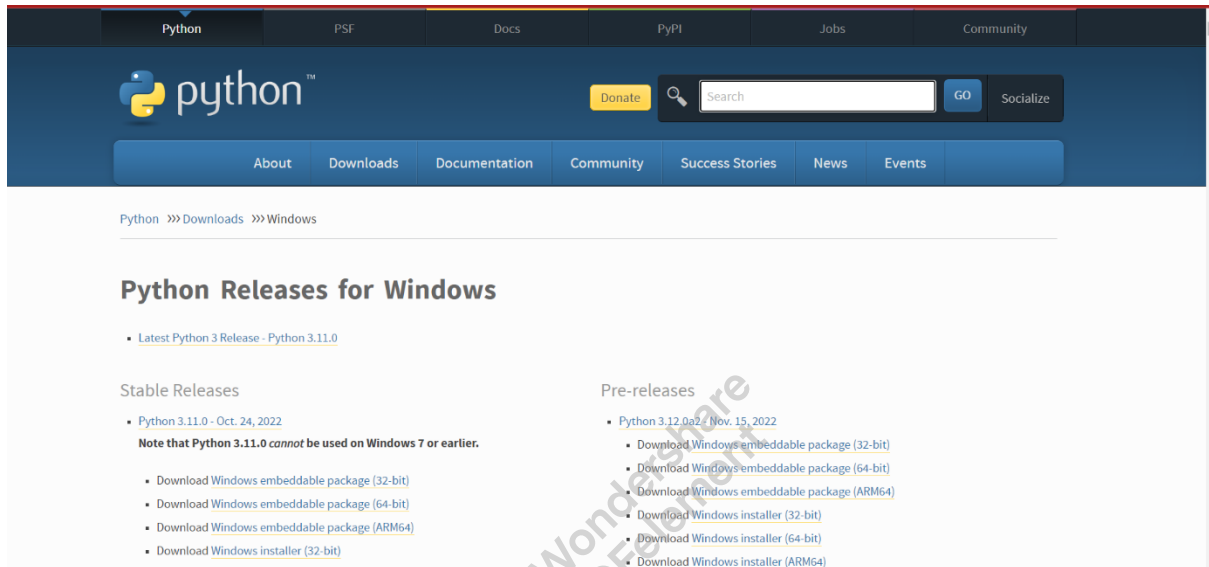 Python PSF Docs PyPI Jobs Community
python™ Donate Search GO Socialize
About Downloads Documentation Community Success Stories News Events
Python >>> Downloads >>> Windows
Python Releases for Windows
Latest Python 3 Release - Python 3.11.0
Stable Releases
Python 3.11.0 - Oct. 24, 2022
Note that Python 3.11.0 cannot be used on Windows 7 or earlier.
Download Windows embeddable package (32-bit)
Download Windows embeddable package (64-bit)
Download Windows embeddable package (ARM64)
Download Windows installer (32-bit)
Pre-releases
Python 3.12.0a2 - Nov. 15, 2022
Download Windows embeddable package (32-bit)
Download Windows embeddable package (64-bit)
Download Windows embeddable package (ARM64)
Download Windows installer (32-bit)
Download Windows installer (64-bit)
Download Windows installer (ARM64)
Wondershare